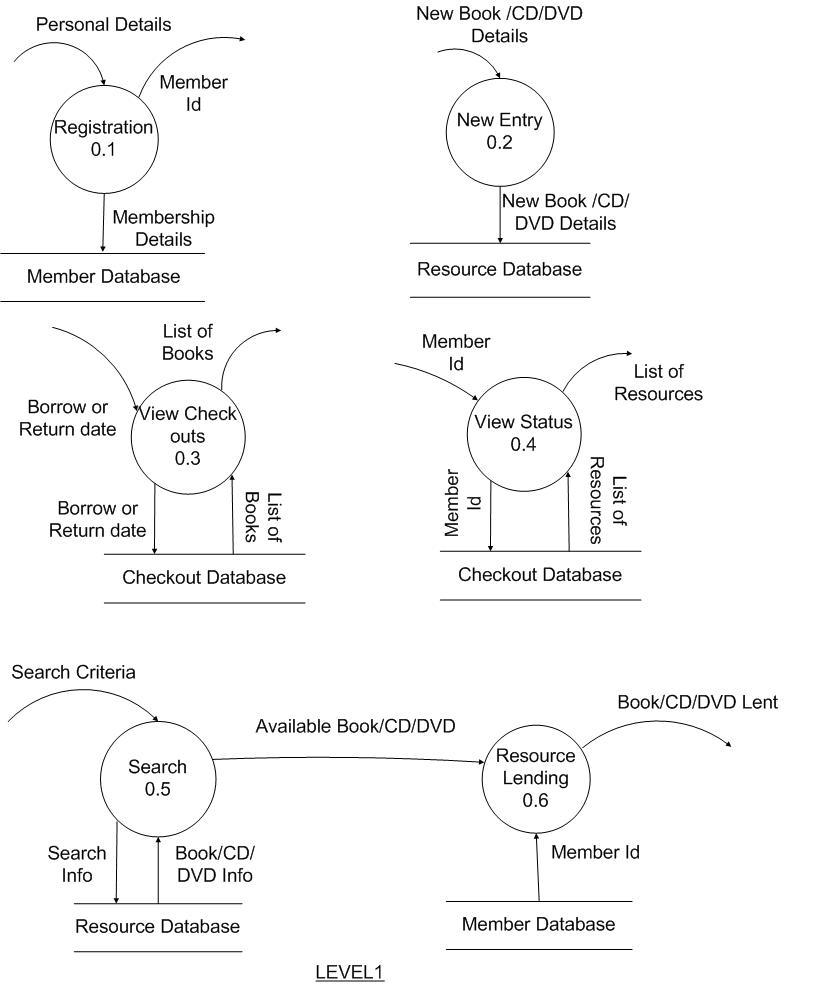 Personal Details
Member
Id
Registration
0.1
Membership
Details
Member Database
New Book /CD/DVD
Details
New Entry
0.2
New Book /CD/
DVD Details
Resource Database
List of
Books
Borrow or
Return date
View Check
outs
0.3
Borrow or
Return date
List of
Books
Checkout Database
Member
Id
List of
Resources
View Status
0.4
Member
Id
List of
Resources
Checkout Database
Search Criteria
Search
0.5
Available Book/CD/DVD
Search
Info
Book/CD/
DVD Info
Resource Database
Book/CD/DVD Lent
Resource
Lending
0.6
Member Id
Member Database
LEVEL1